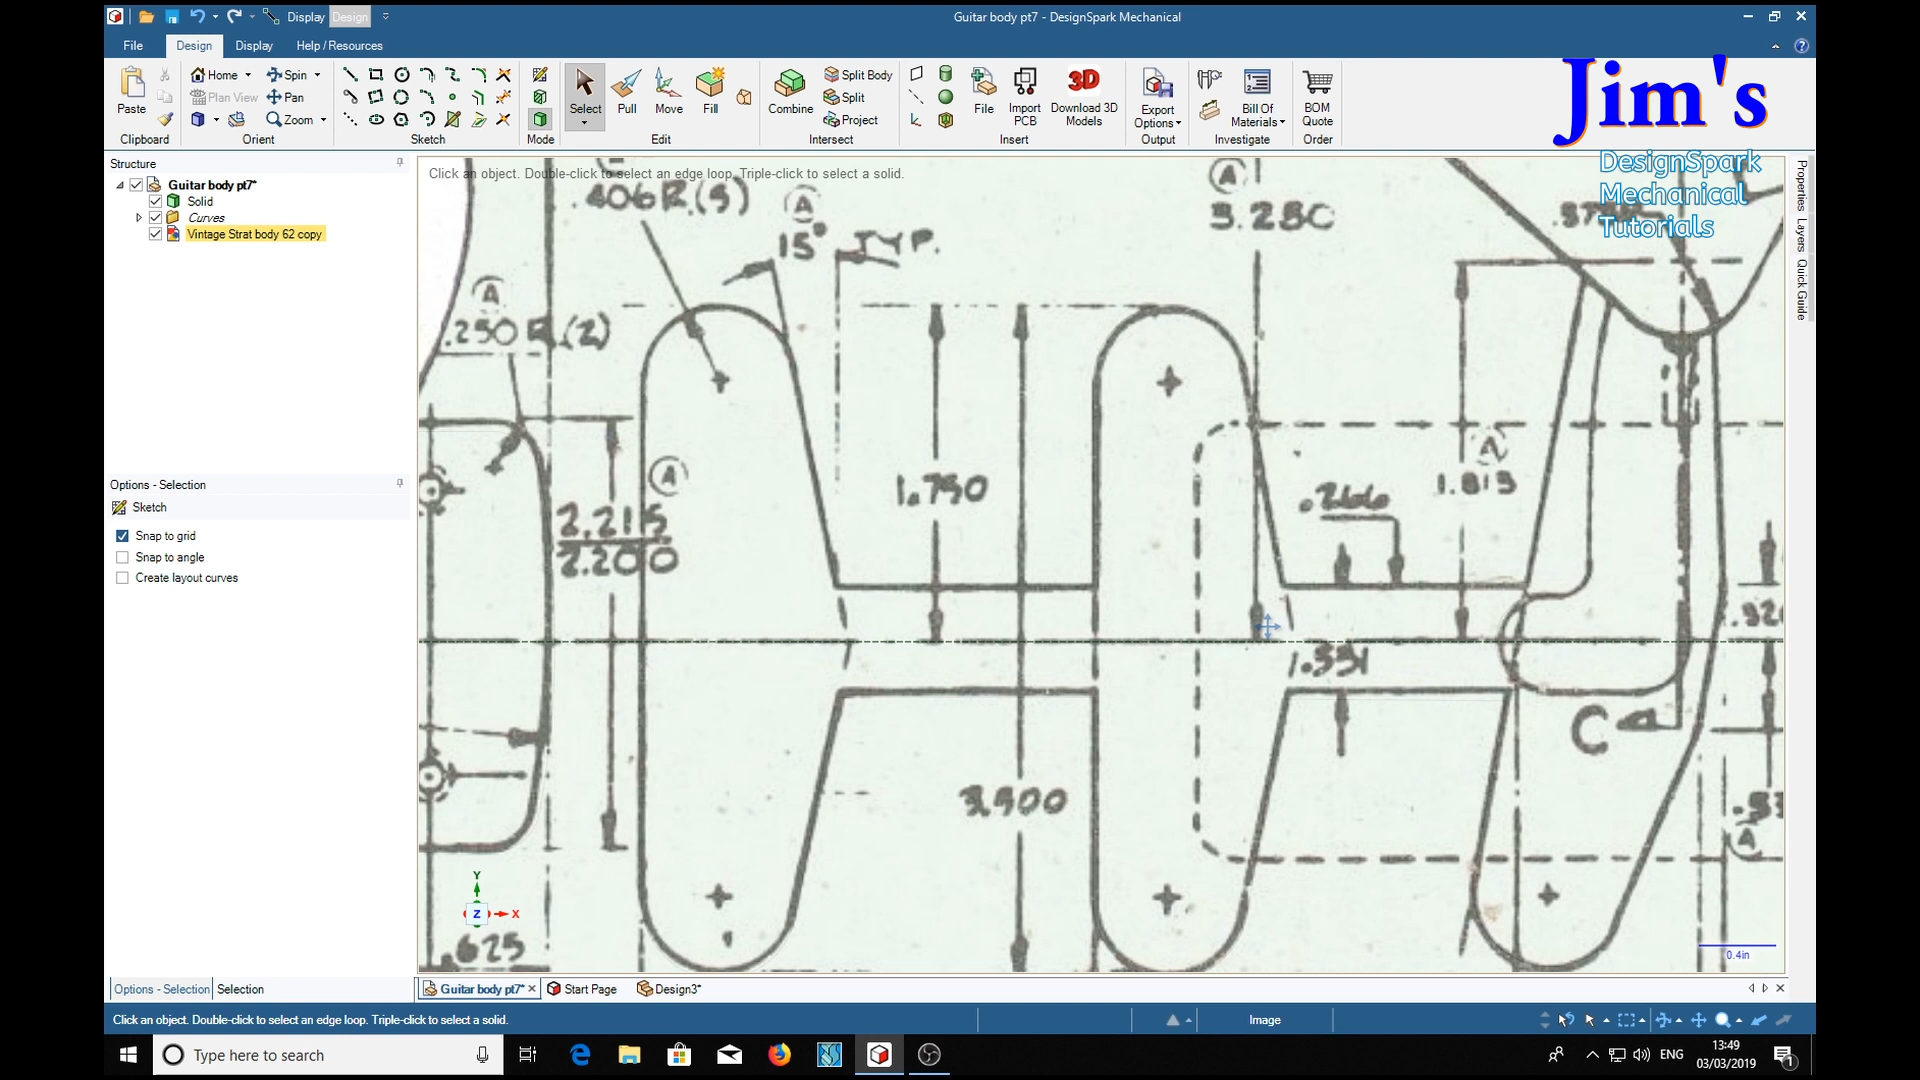 Display Design
Guitar body pt7 - DesignSpark Mechanical
File Design Display Help / Resources
Paste
Home Spin
Plan View Pan
Zoom
Select Pull Move Fill
Combine
Split Body
Split
Project
File Import PCB Download 3D Models
3D
Export Options
Bill Of Materials
BOM Quote
Clipboard Orient Sketch Mode Edit Intersect Insert Output Investigate Order
Jim's
DesignSpark
Mechanical
Tutorials
Structure
Guitar body pt7*
Solid
Curves
Vintage Strat body 62 copy
Options - Selection
Sketch
Snap to grid
Snap to angle
Create layout curves
Click an object. Double-click to select an edge loop. Triple-click to select a solid.
Properties
Layers
Quick Guide
.406 R.(5)
A
15° TYP.
A
3.250
A
.250 R.(2)
A
2.215
2.200
1.750
.266
A
1.813
1.331
3.500
C
A
.625
Y
Z X
0.4in
Options - Selection Selection
Guitar body pt7* Start Page Design3*
Click an object. Double-click to select an edge loop. Triple-click to select a solid.
Image
Type here to search
ENG
13:49
03/03/2019
1